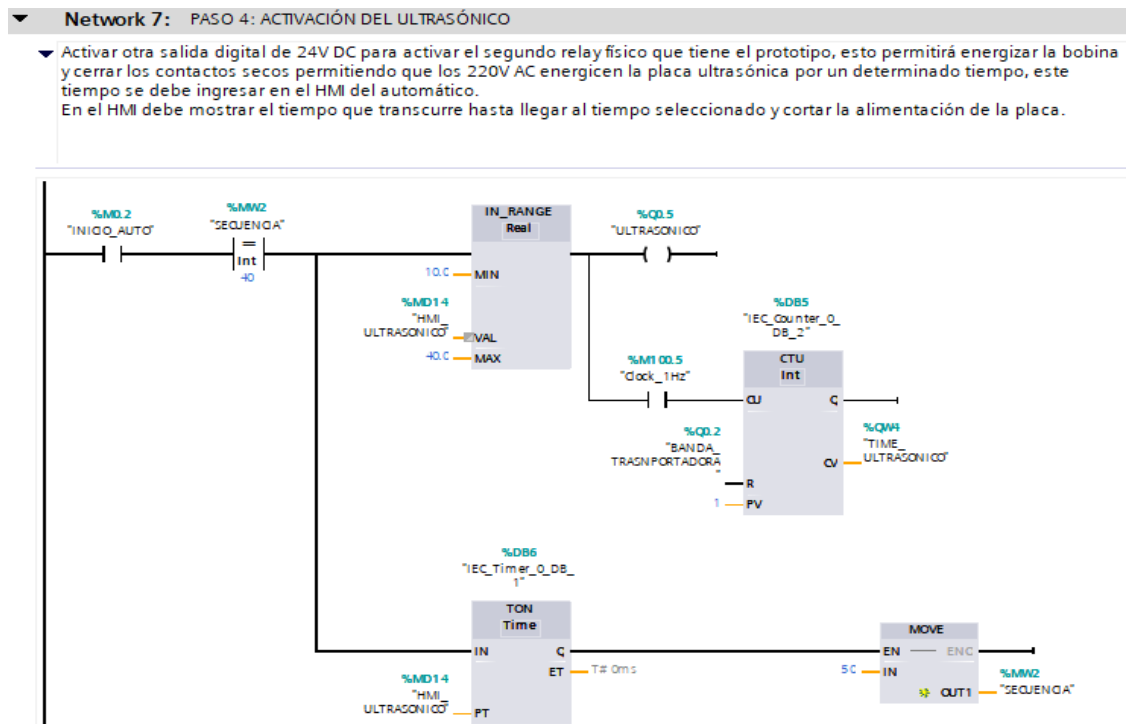 Network 7: PASO 4: ACTIVACIÓN DEL ULTRASÓNICO
Activar otra salida digital de 24V DC para activar el segundo relay físico que tiene el prototipo, esto permitirá energizar la bobina
y cerrar los contactos secos permitiendo que los 220V AC energicen la placa ultrasónica por un determinado tiempo, este
tiempo se debe ingresar en el HMI del automático.
En el HMI debe mostrar el tiempo que transcurre hasta llegar al tiempo seleccionado y cortar la alimentación de la placa.
%M0.2
"INICIO_AUTO"
%MW2
"SECUENCIA"
=
Int
40
IN_RANGE
Real
10.0
MIN
%MD14
"HMI_
ULTRASONICO"
VAL
40.0
MAX
%Q0.5
"ULTRASONICO"
%DB5
"IEC_Counter_0_
DB_2"
%M100.5
"Clock_1Hz"
CTU
Int
CU
Q
%Q0.2
"BANDA_
TRASNPORTADORA
"
R
1
PV
%QW4
"TIME_
ULTRASONICO"
CV
%DB6
"IEC_Timer_0_DB_
1"
TON
Time
IN
Q
ET
T# 0ms
%MD14
"HMI_
ULTRASONICO"
PT
MOVE
EN
ENO
50
IN
OUT1
%MW2
"SECUENCIA"